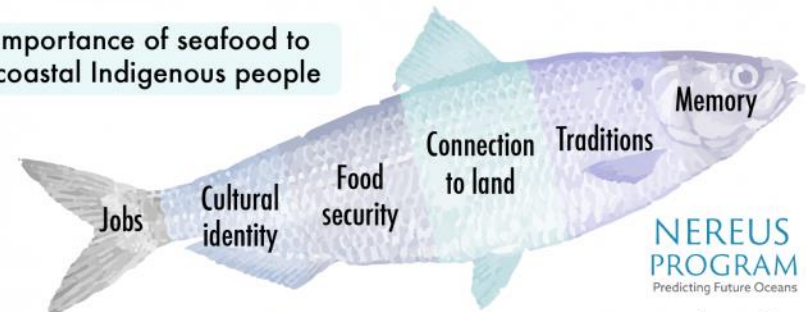 mportance of seafood to
coastal Indigenous people
Jobs
Cultural
identity
Food
security
Connection
to land
Traditions
Memory
NEREUS
PROGRAM
Predicting Future Oceans